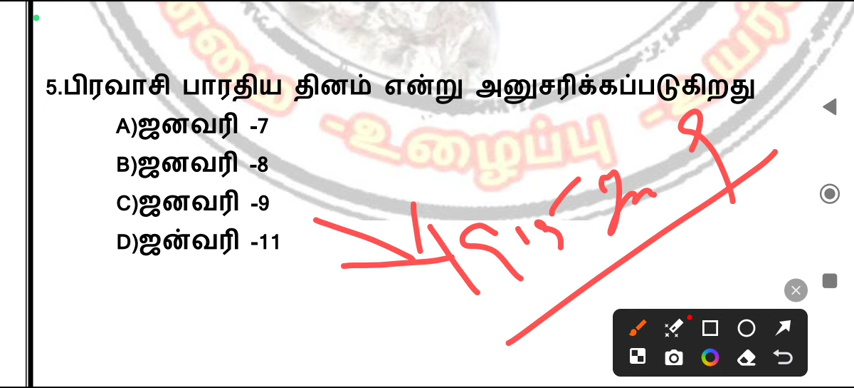 5.பிரவாசி பாரதிய தினம் என்று அனுசரிக்கப்படுகிறது
A)ஜனவரி -7
B)ஜனவரி -8
C)ஜனவரி -9
D)ஜன்வரி -11
உழைப்பு